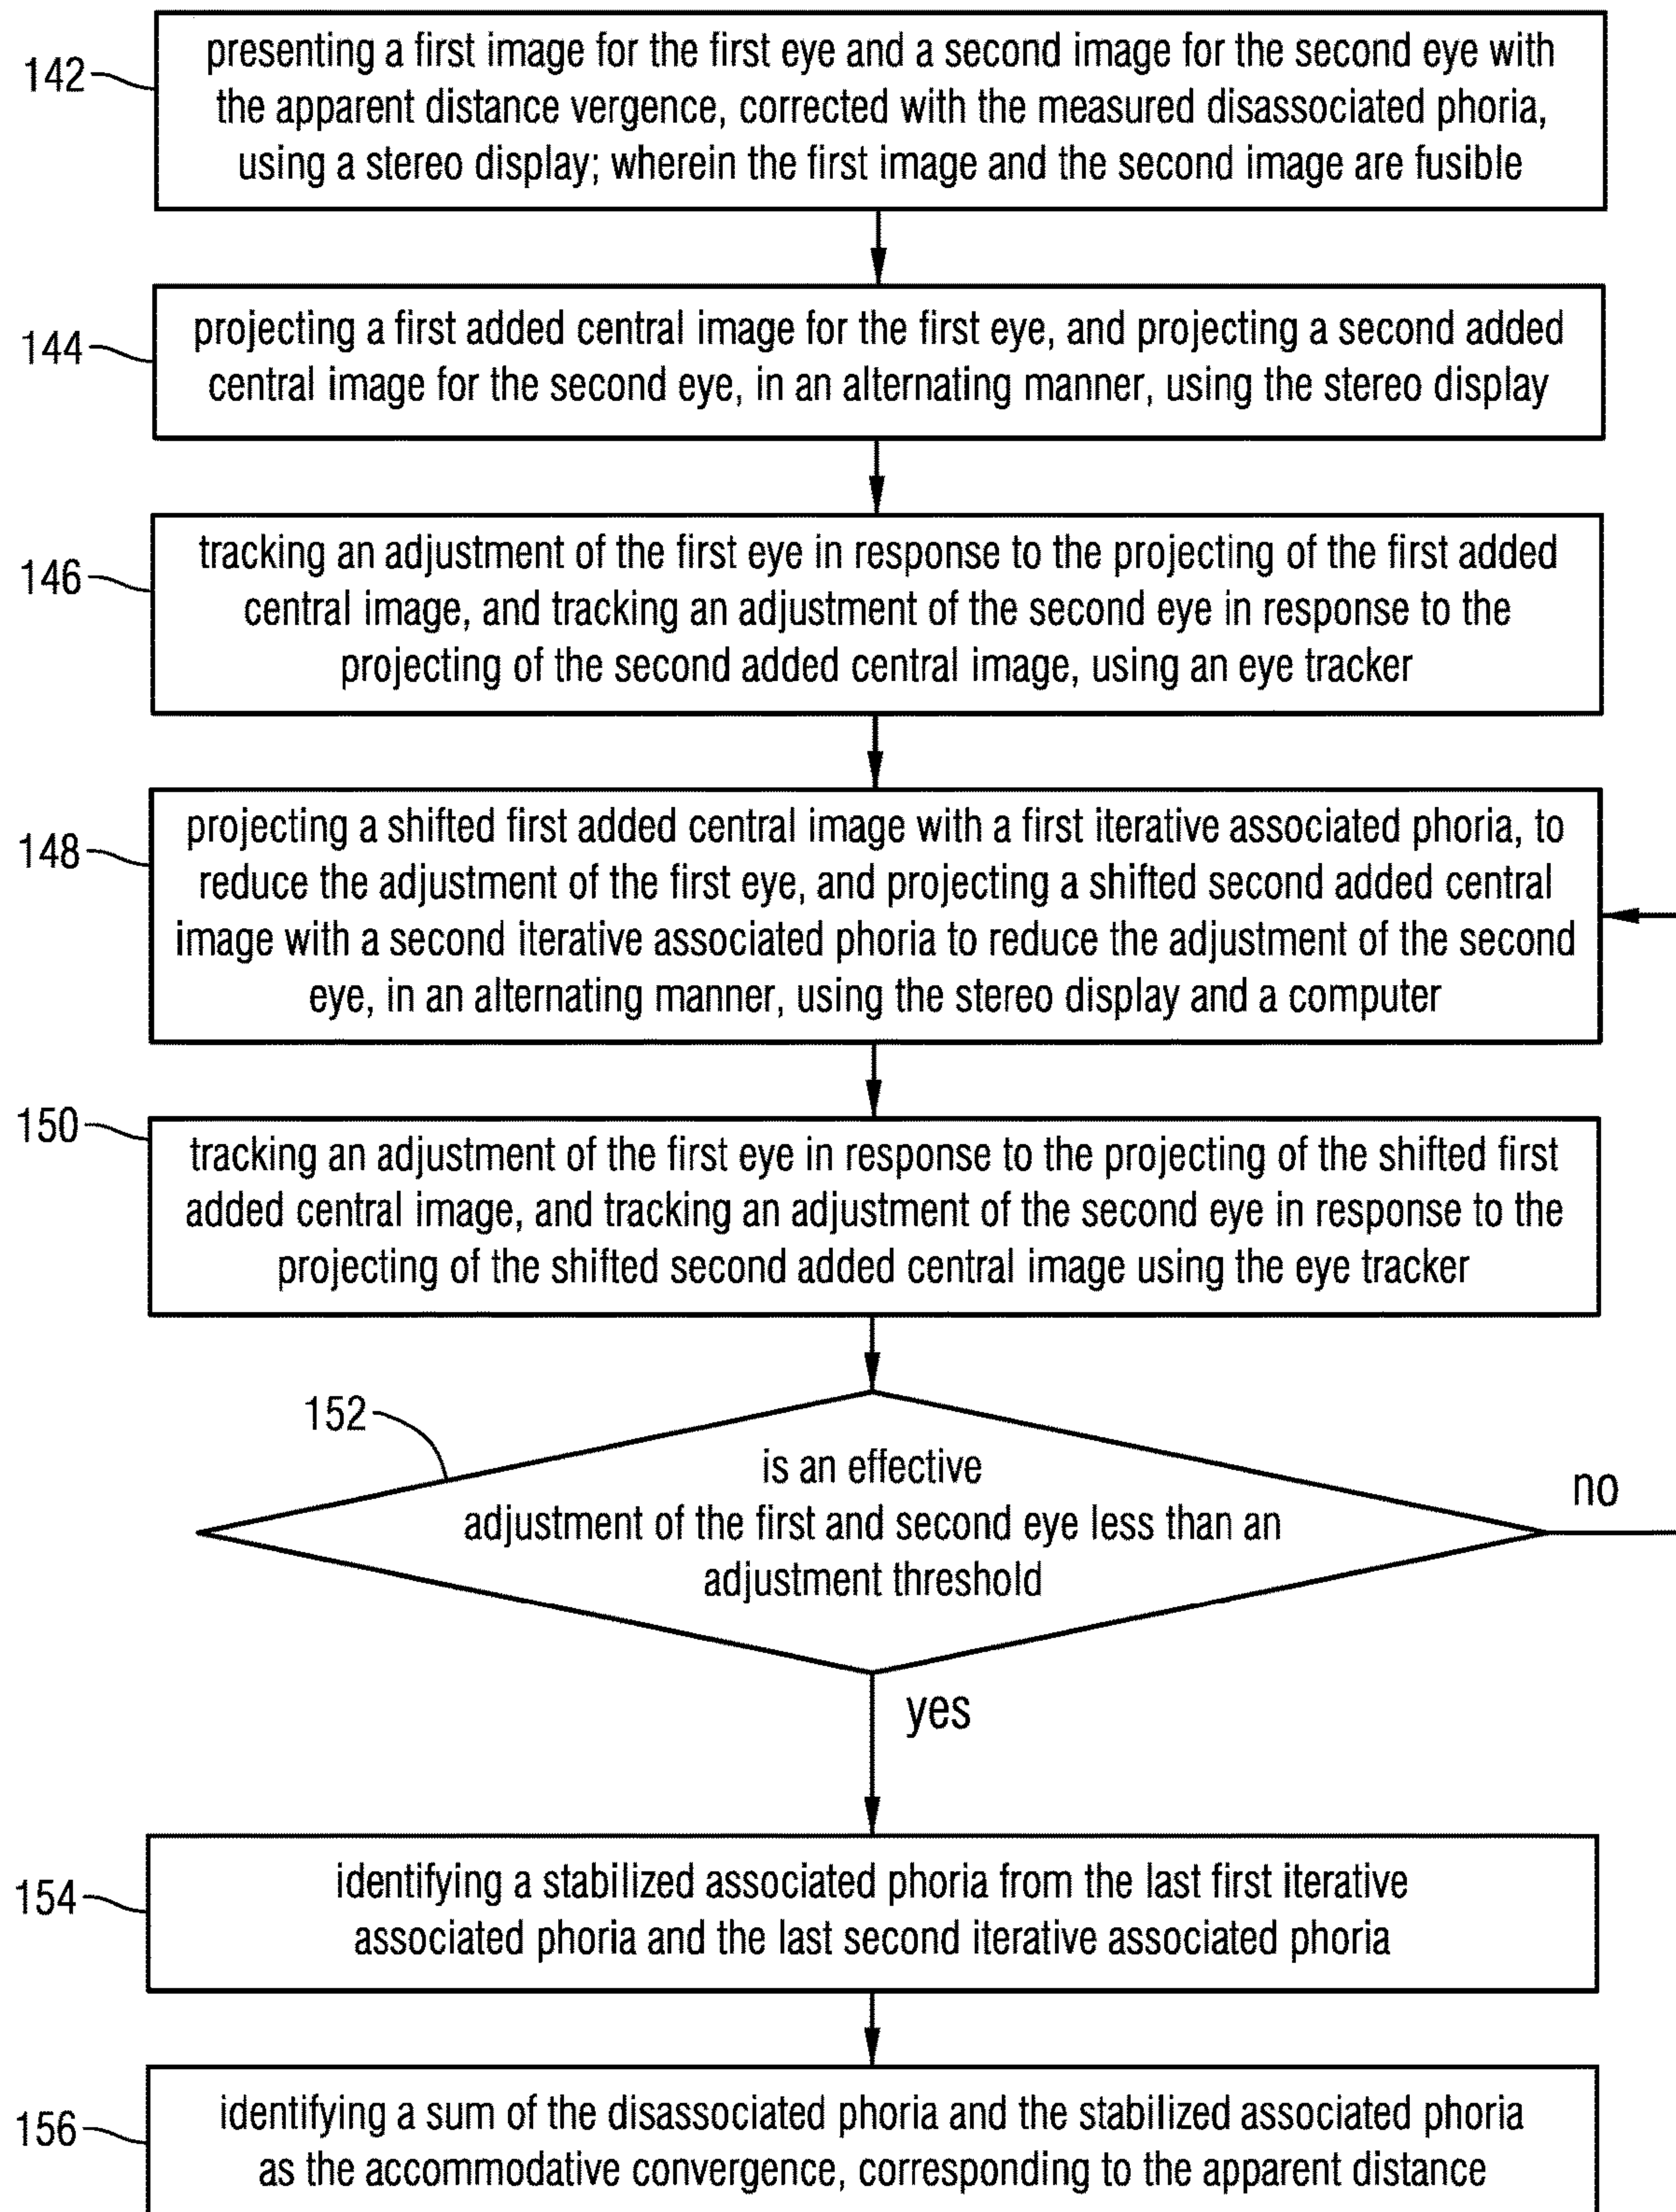 142
presenting a first image for the first eye and a second image for the second eye with
the apparent distance vergence, corrected with the measured disassociated phoria,
using a stereo display; wherein the first image and the second image are fusible
144
projecting a first added central image for the first eye, and projecting a second added
central image for the second eye, in an alternating manner, using the stereo display
146
tracking an adjustment of the first eye in response to the projecting of the first added
central image, and tracking an adjustment of the second eye in response to the
projecting of the second added central image, using an eye tracker
148
projecting a shifted first added central image with a first iterative associated phoria, to
reduce the adjustment of the first eye, and projecting a shifted second added central
image with a second iterative associated phoria to reduce the adjustment of the second
eye, in an alternating manner, using the stereo display and a computer
150
tracking an adjustment of the first eye in response to the projecting of the shifted first
added central image, and tracking an adjustment of the second eye in response to the
projecting of the shifted second added central image using the eye tracker
152
is an effective
adjustment of the first and second eye less than an
adjustment threshold
no
yes
154
identifying a stabilized associated phoria from the last first iterative
associated phoria and the last second iterative associated phoria
156
identifying a sum of the disassociated phoria and the stabilized associated phoria
as the accommodative convergence, corresponding to the apparent distance